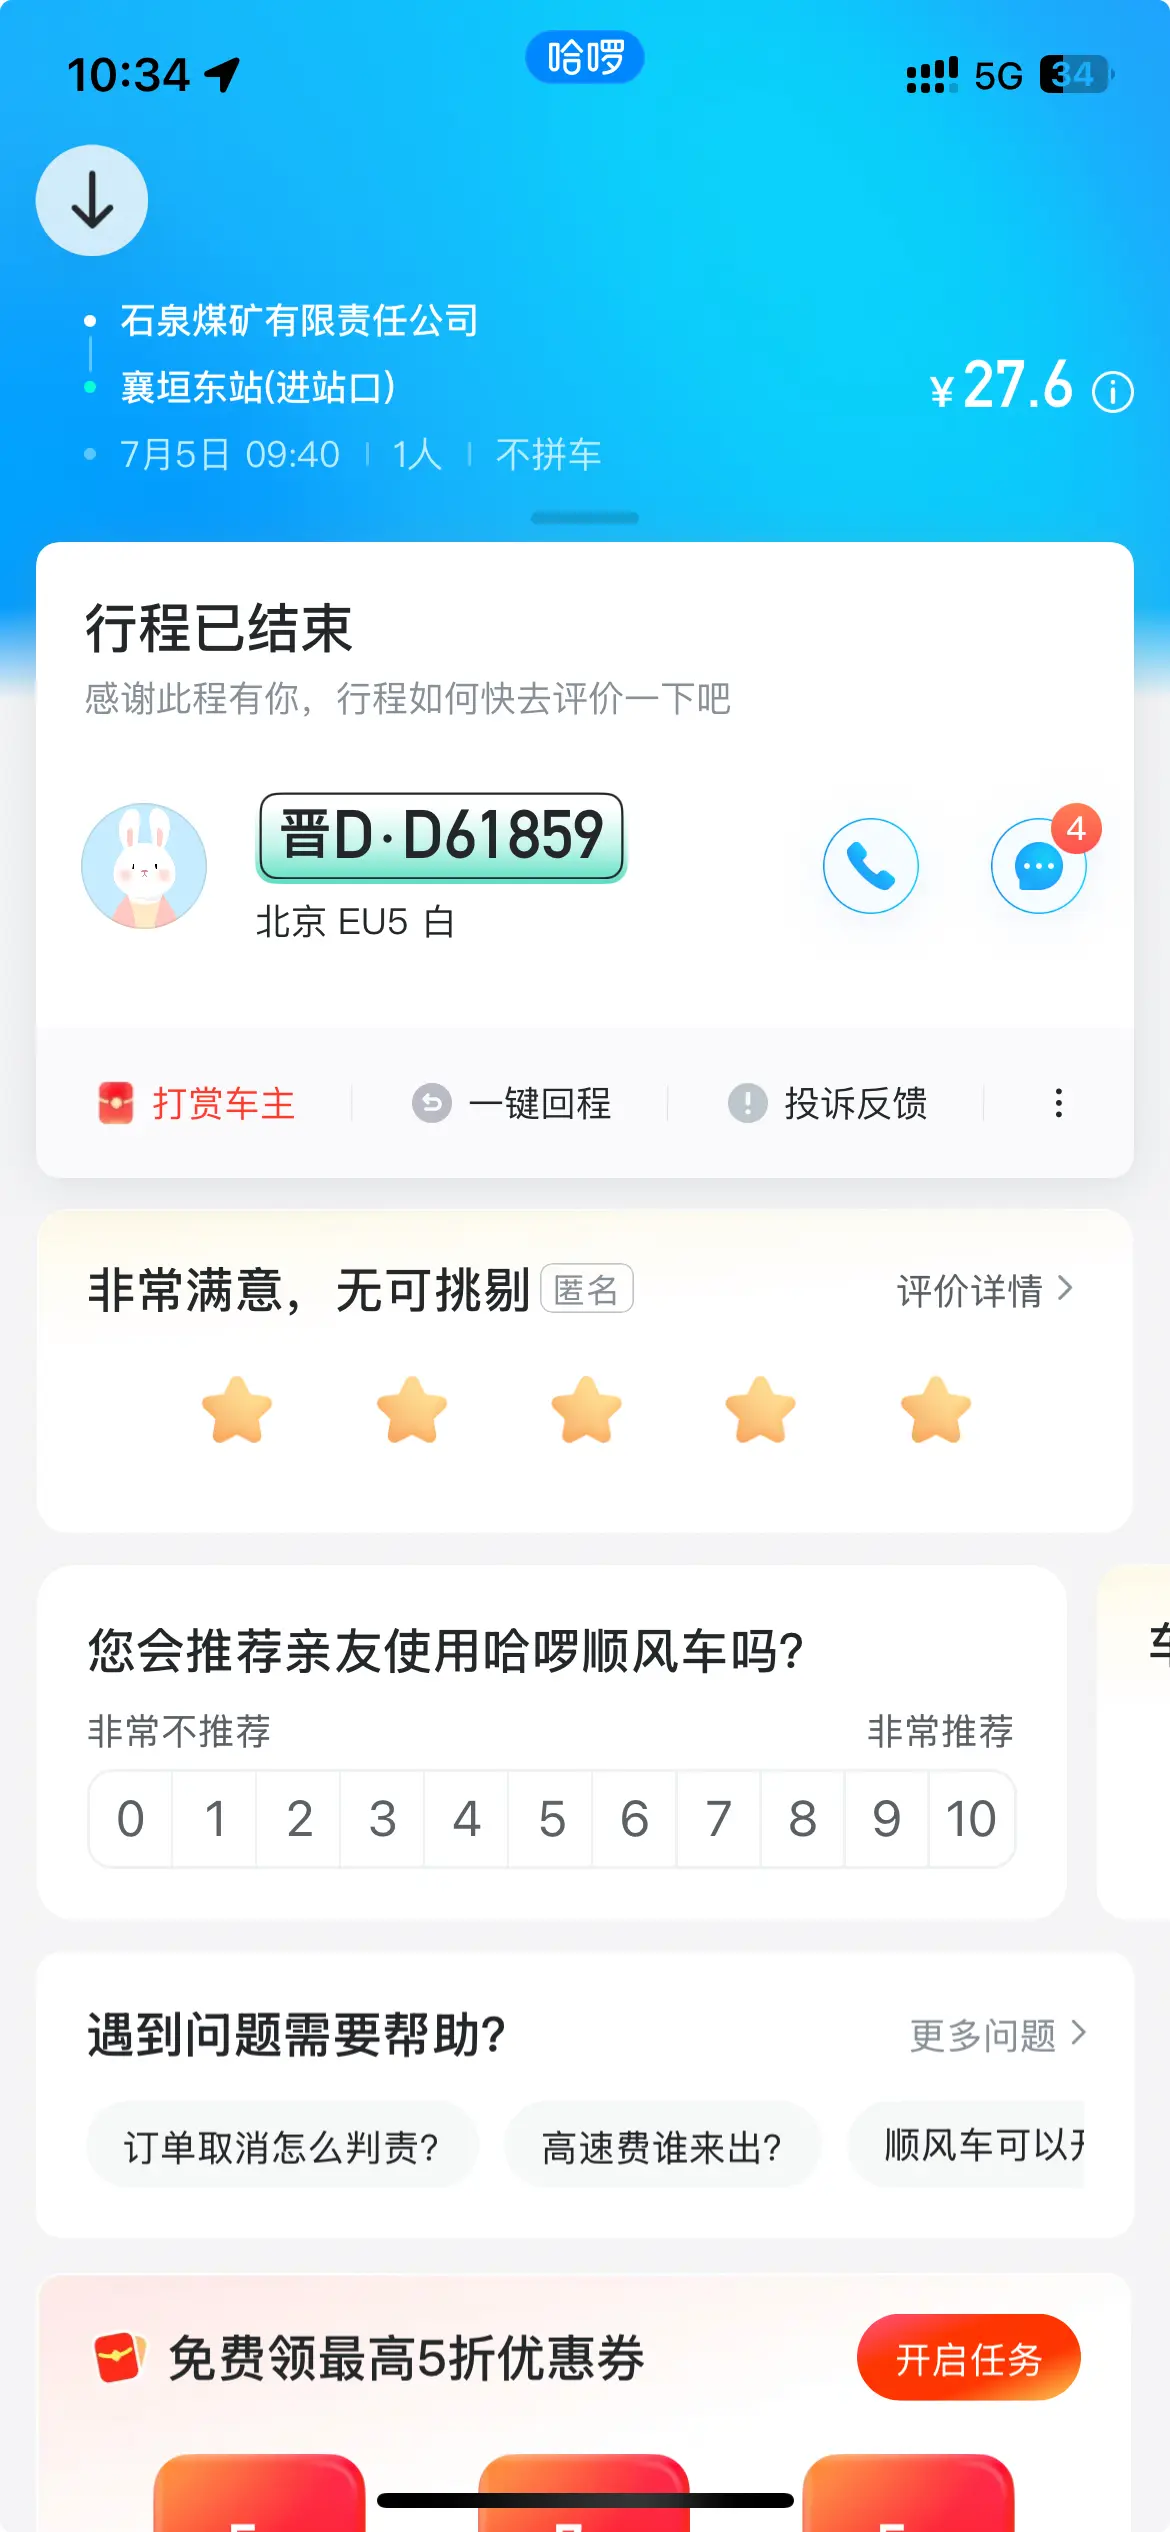 10:34
哈啰
5G
34
石泉煤矿有限责任公司
襄垣东站(进站口)
¥27.6
7月5日 09:40 | 1人 | 不拼车
行程已结束
感谢此程有你，行程如何快去评价一下吧
晋D·D61859
4
北京 EU5 白
打赏车主
一键回程
投诉反馈
非常满意，无可挑剔
匿名
评价详情
您会推荐亲友使用哈啰顺风车吗?
非常不推荐
非常推荐
0 1 2 3 4 5 6 7 8 9 10
遇到问题需要帮助?
更多问题
订单取消怎么判责?
高速费谁来出?
顺风车可以
免费领最高5折优惠券
开启任务